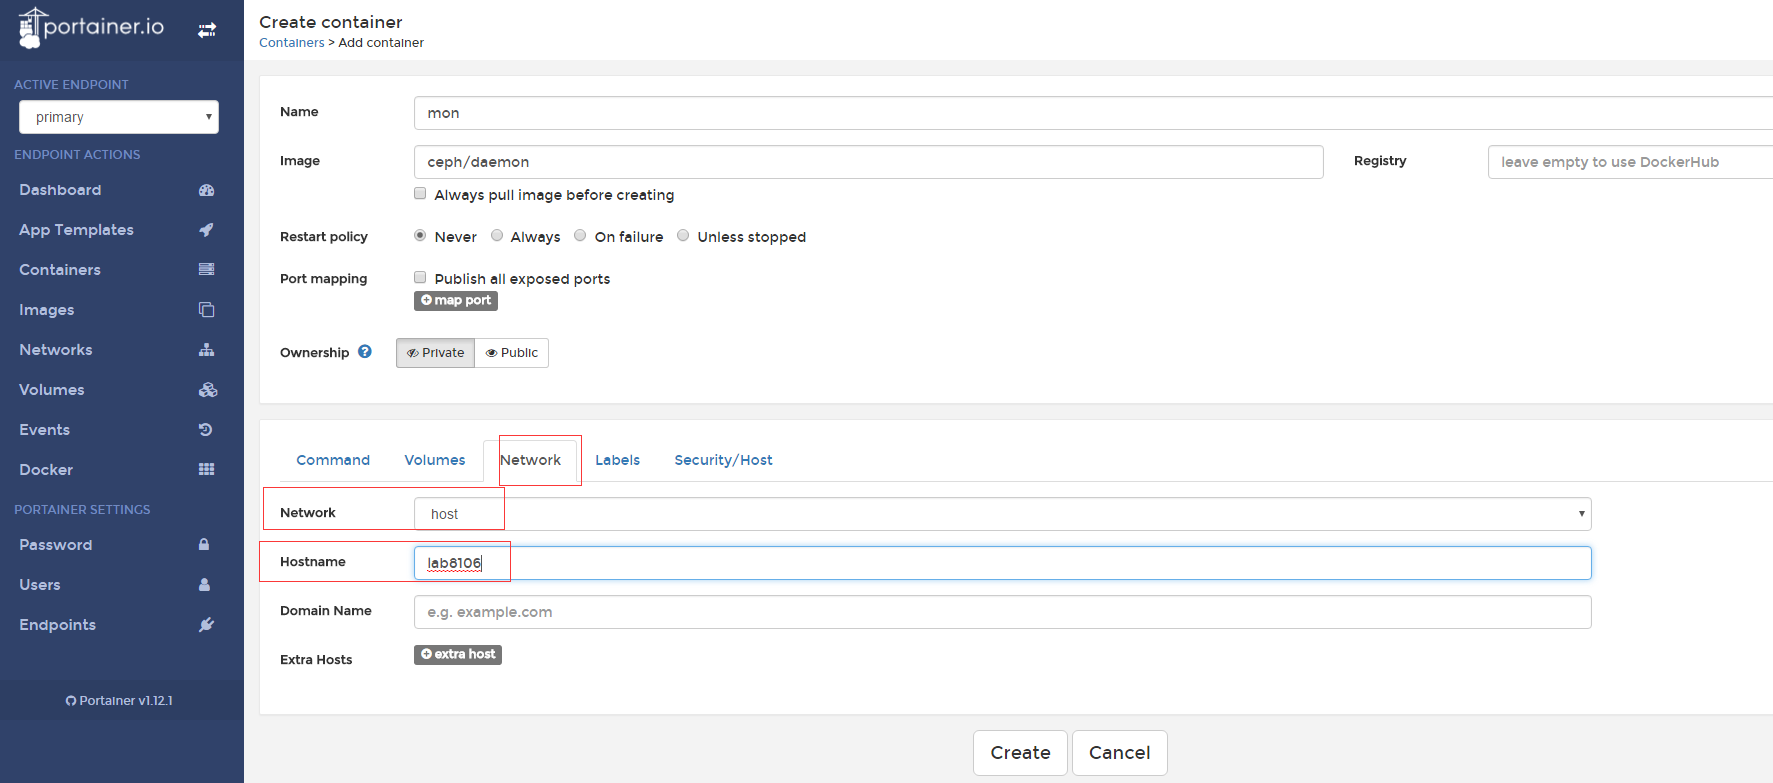 portainer.io
ACTIVE ENDPOINT
primary
ENDPOINT ACTIONS
Dashboard
App Templates
Containers
Images
Networks
Volumes
Events
Docker
PORTAINER SETTINGS
Password
Users
Endpoints
Portainer v1.12.1
Create container
Containers > Add container
Name mon
Image ceph/daemon Registry leave empty to use DockerHub
Always pull image before creating
Restart policy Never Always On failure Unless stopped
Port mapping Publish all exposed ports
map port
Ownership Private Public
Command Volumes Network Labels Security/Host
Network host
Hostname lab8106
Domain Name e.g. example.com
Extra Hosts extra host
Create Cancel